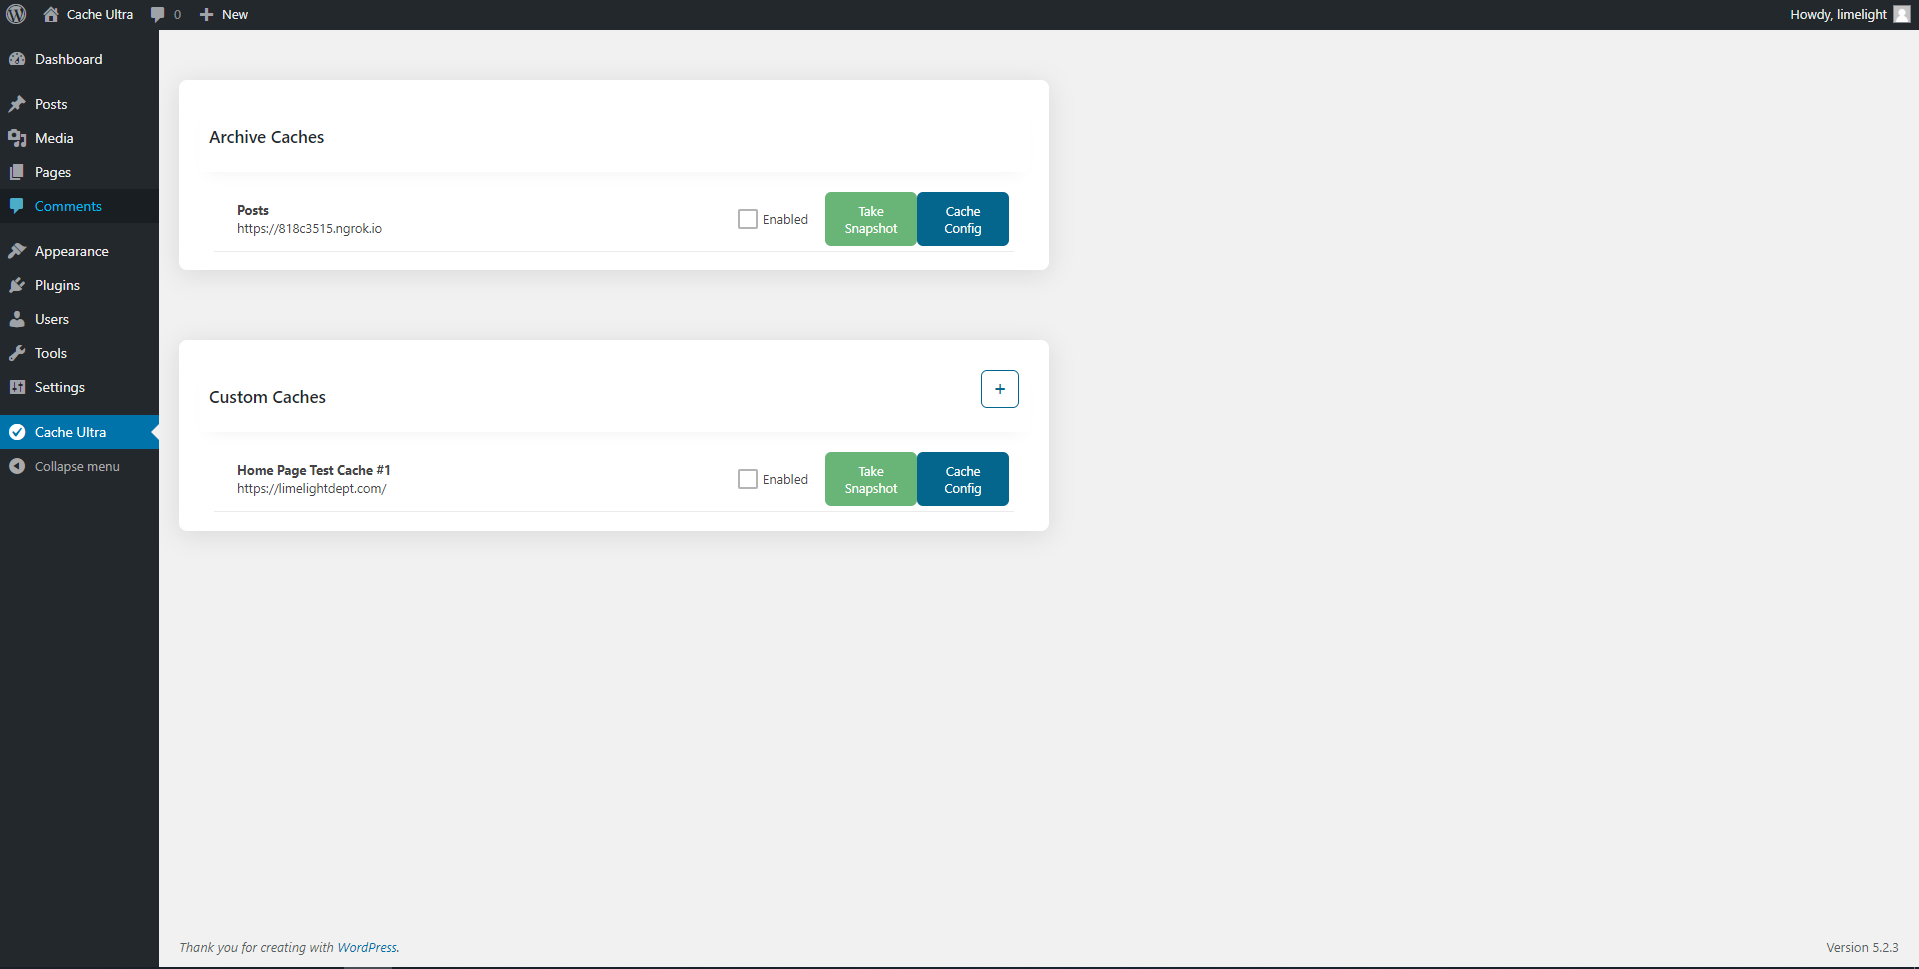 Cache Ultra
0
New
Howdy, limelight
Dashboard
Posts
Media
Pages
Comments
Appearance
Plugins
Users
Tools
Settings
Cache Ultra
Collapse menu
Archive Caches
Posts
https://818c3515.ngrok.io
Enabled
Take
Snapshot
Cache
Config
Custom Caches
+
Home Page Test Cache #1
https://limelightdept.com/
Enabled
Take
Snapshot
Cache
Config
Thank you for creating with WordPress.
Version 5.2.3